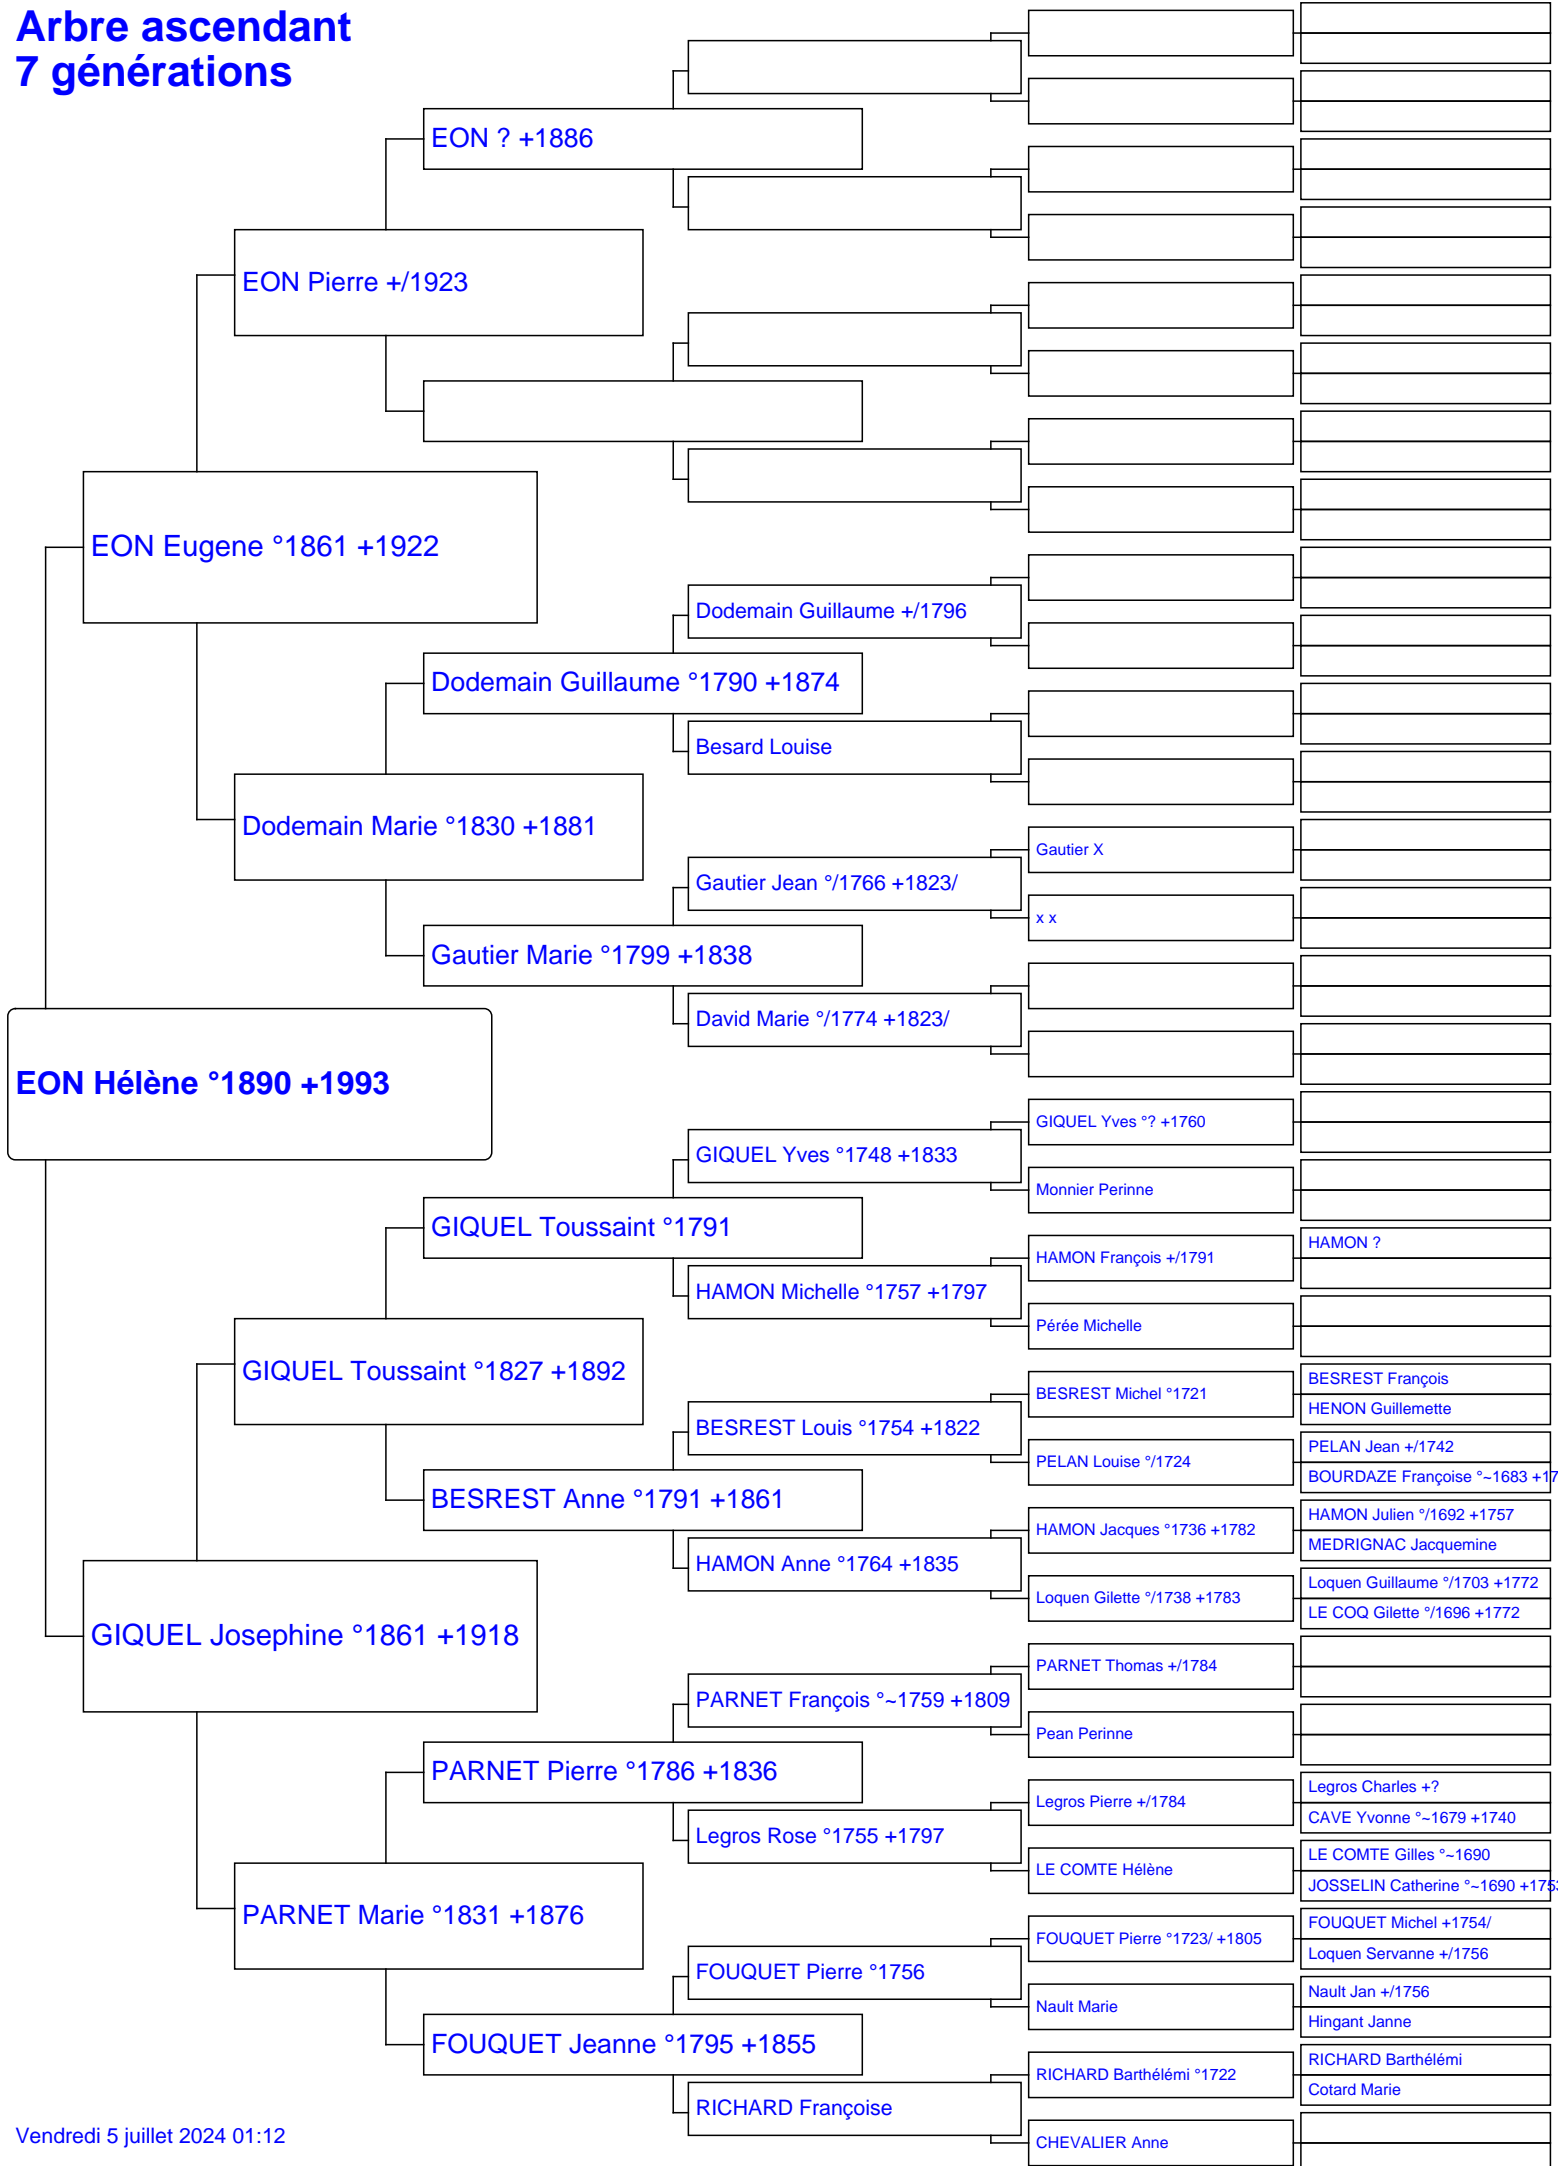 Arbre ascendant
7 générations
EON ? +1886
EON Pierre +/1923
EON Eugene °1861 +1922
Dodemain Guillaume +/1796
Dodemain Guillaume °1790 +1874
Besard Louise
Dodemain Marie °1830 +1881
Gautier X
Gautier Jean °/1766 +1823/
x x
Gautier Marie °1799 +1838
David Marie °/1774 +1823/
EON Hélène °1890 +1993
GIQUEL Yves °? +1760
GIQUEL Yves °1748 +1833
Monnier Perinne
GIQUEL Toussaint °1791
HAMON ?
HAMON François +/1791
HAMON Michelle °1757 +1797
Pérée Michelle
GIQUEL Toussaint °1827 +1892
BESREST François
BESREST Michel °1721
HENON Guillemette
BESREST Louis °1754 +1822
PELAN Jean +/1742
PELAN Louise °/1724
BOURDAZE Françoise °~1683 +17
BESREST Anne °1791 +1861
HAMON Julien °/1692 +1757
HAMON Jacques °1736 +1782
MEDRIGNAC Jacquemine
HAMON Anne °1764 +1835
Loquen Guillaume °/1703 +1772
Loquen Gilette °/1738 +1783
LE COQ Gilette °/1696 +1772
GIQUEL Josephine °1861 +1918
PARNET Thomas +/1784
PARNET François °~1759 +1809
Pean Perinne
PARNET Pierre °1786 +1836
Legros Charles +?
Legros Pierre +/1784
CAVE Yvonne °~1679 +1740
Legros Rose °1755 +1797
LE COMTE Gilles °~1690
LE COMTE Hélène
JOSSELIN Catherine °~1690 +1753
PARNET Marie °1831 +1876
FOUQUET Michel +1754/
FOUQUET Pierre °1723/ +1805
Loquen Servanne +/1756
FOUQUET Pierre °1756
Nault Jan +/1756
Nault Marie
Hingant Janne
FOUQUET Jeanne °1795 +1855
RICHARD Barthélémi
RICHARD Barthélémi °1722
Cotard Marie
RICHARD Françoise
CHEVALIER Anne
Vendredi 5 juillet 2024 01:12